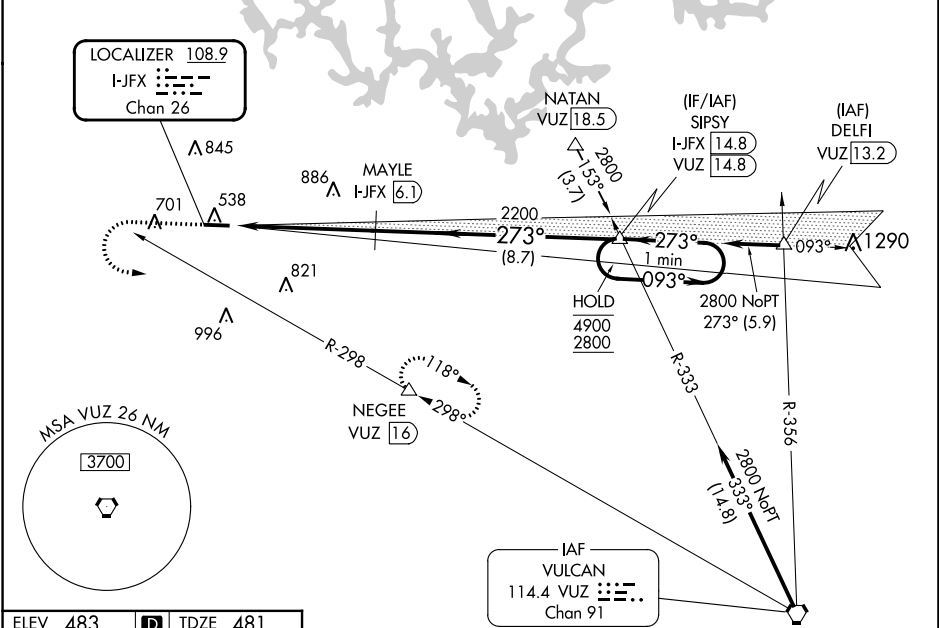 LOCALIZER 108.9
I-JFX
Chan 26
845
701
538
886
MAYLE
I-JFX 6.1
821
996
NATAN
VUZ 18.5
2800
153°
(3.7)
(IF/IAF)
SIPSY
I-JFX 14.8
VUZ 14.8
(IAF)
DELFI
VUZ 13.2
2200
273°
(8.7)
273°
1 min
093°
093°
1290
HOLD
4900
2800
2800 NoPT
273° (5.9)
R-298
118°
298°
NEGEE
VUZ 16
R-333
R-356
2800 NoPT
333°
(14.8)
MSA VUZ 26 NM
3700
IAF
VULCAN
114.4 VUZ
Chan 91
ELEV 483 D TDZE 481